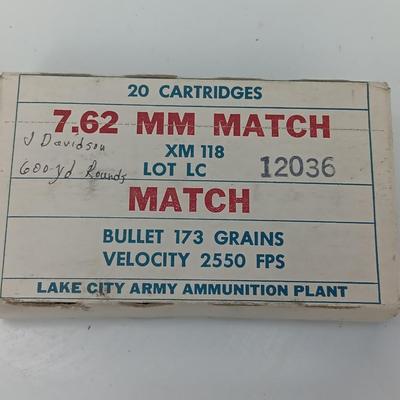 20 CARTRIDGES
7.62 MM MATCH
J Davidson
XM 118
600-yd Rounds
LOT LC 12036
MATCH
BULLET 173 GRAINS
VELOCITY 2550 FPS
LAKE CITY ARMY AMMUNITION PLANT